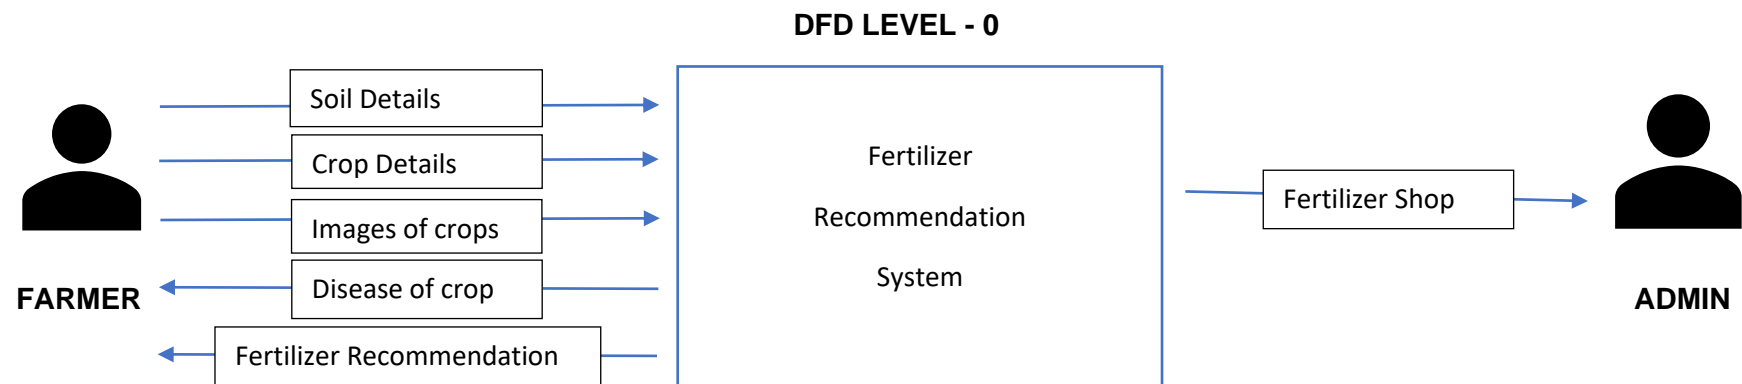 DFD LEVEL - 0
Soil Details
Crop Details
Images of crops
Disease of crop
Fertilizer Recommendation
FARMER
Fertilizer
Recommendation
System
Fertilizer Shop
ADMIN